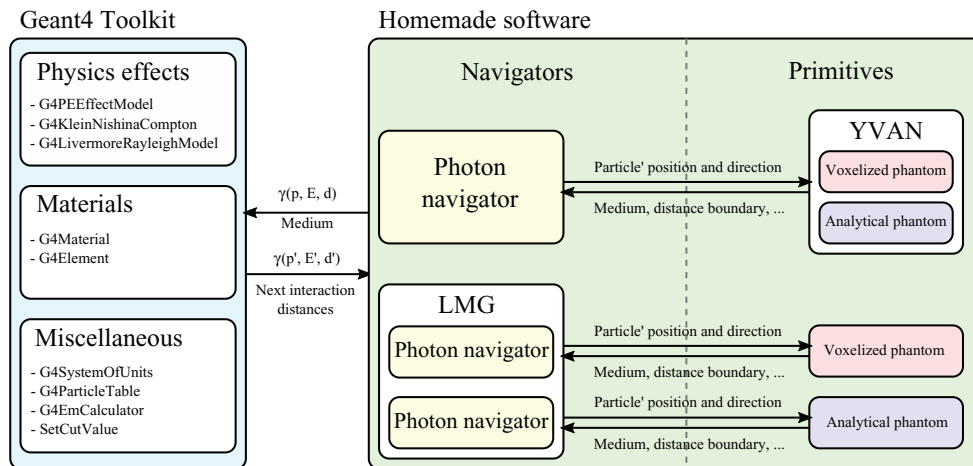 Geant4 Toolkit
Physics effects
- G4PEEffectModel
- G4KleinNishinaCompton
- G4LivermoreRayleighModel
Materials
- G4Material
- G4Element
Miscellaneous
- G4SystemOfUnits
- G4ParticleTable
- G4EmCalculator
- SetCutValue
γ(p, E, d)
Medium
γ(p', E', d')
Next interaction
distances
Homemade software
Navigators
Primitives
Photon
navigator
Particle' position and direction
Medium, distance boundary, ...
YVAN
Voxelized phantom
Analytical phantom
LMG
Photon navigator
Particle' position and direction
Medium, distance boundary, ...
Voxelized phantom
Photon navigator
Particle' position and direction
Medium, distance boundary, ...
Analytical phantom